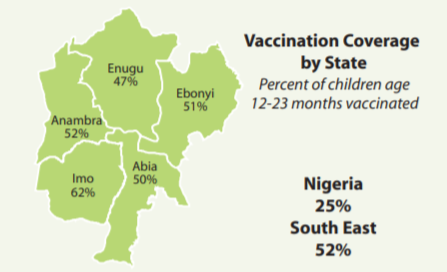 Vaccination Coverage
by State
Percent of children age
12-23 months vaccinated
Enugu
47%
Ebonyi
51%
Anambra
52%
Abia
50%
Imo
62%
Nigeria
25%
South East
52%